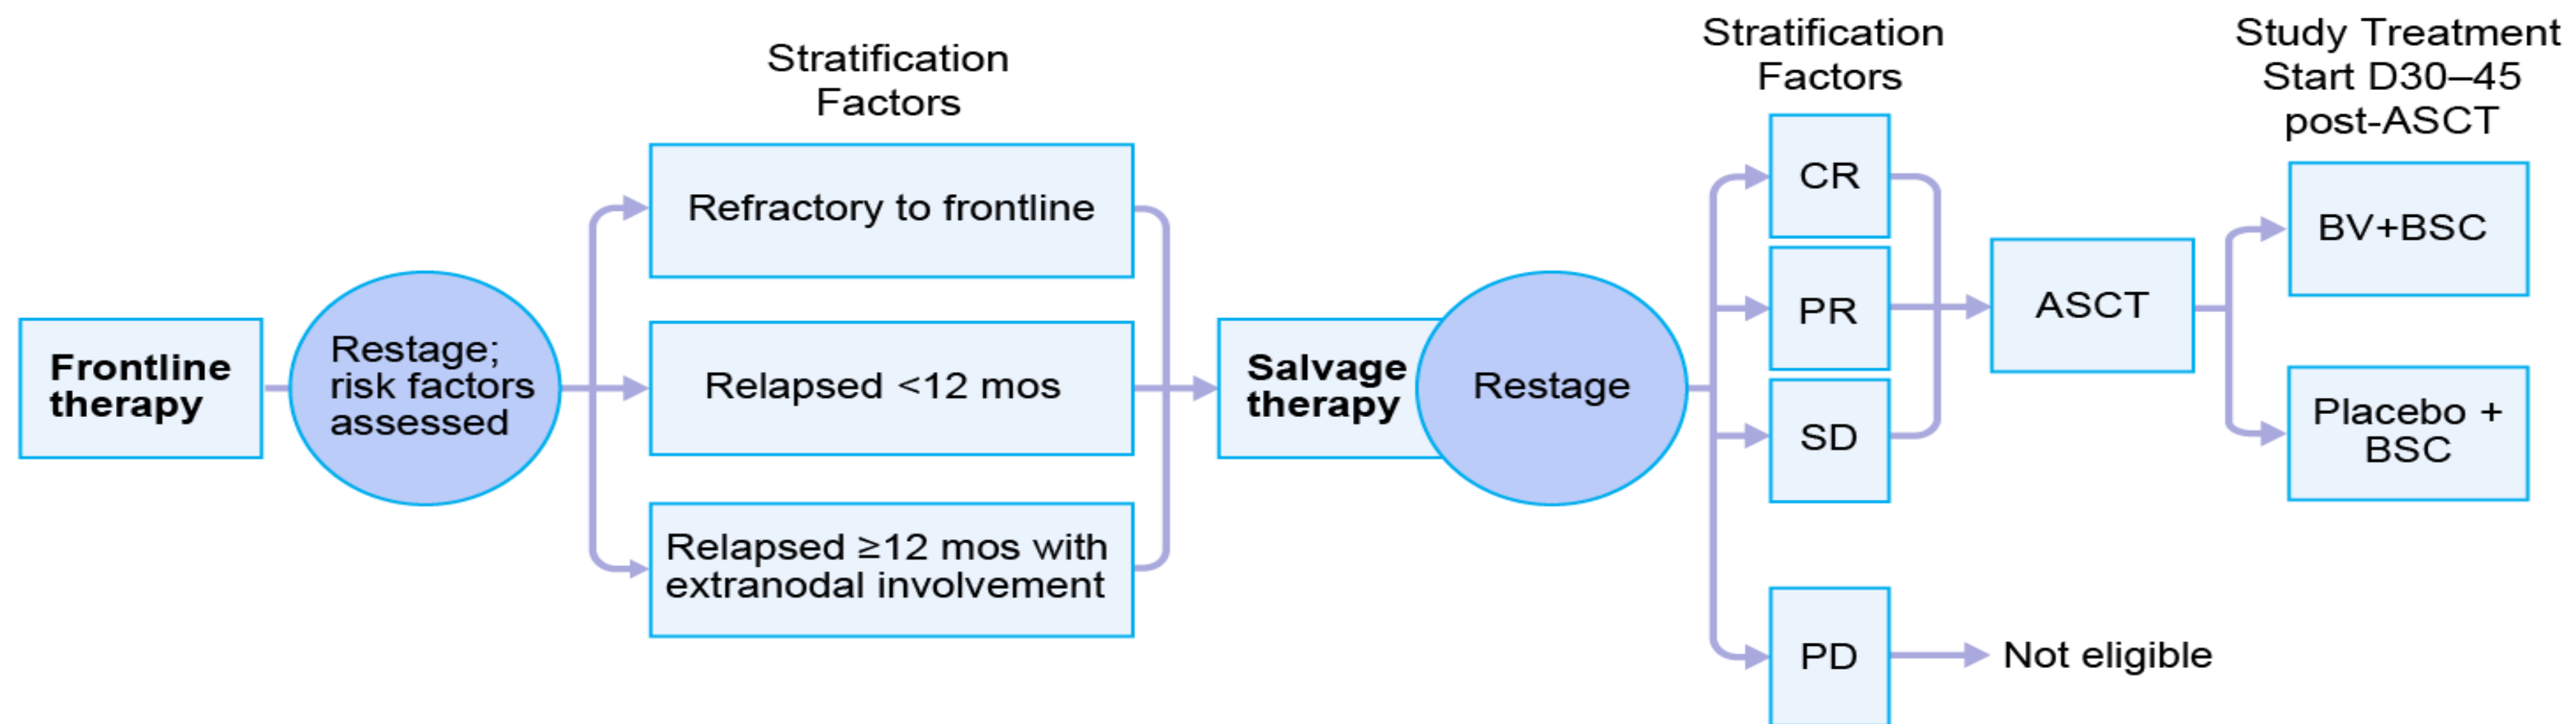 Frontline
therapy
Restage;
risk factors
assessed
Stratification
Factors
Refractory to frontline
Relapsed <12 mos
Relapsed ≥12 mos with
extranodal involvement
Salvage
therapy
Restage
Stratification
Factors
CR
PR
SD
PD
Not eligible
ASCT
Study Treatment
Start D30–45
post-ASCT
BV+BSC
Placebo +
BSC